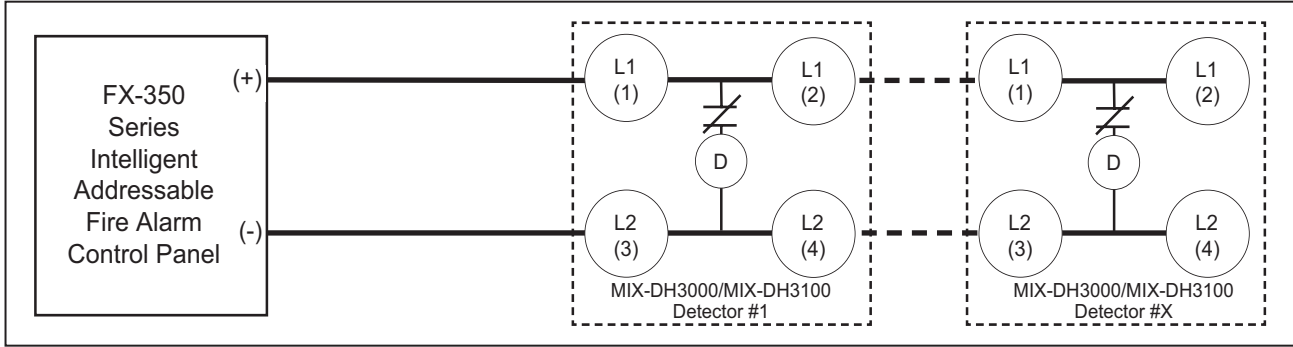 FX-350
Series
Intelligent
Addressable
Fire Alarm
Control Panel
(+)
(-)
L1
(1)
L1
(2)
D
L2
(3)
L2
(4)
MIX-DH3000/MIX-DH3100
Detector #1
L1
(1)
L1
(2)
D
L2
(3)
L2
(4)
MIX-DH3000/MIX-DH3100
Detector #X